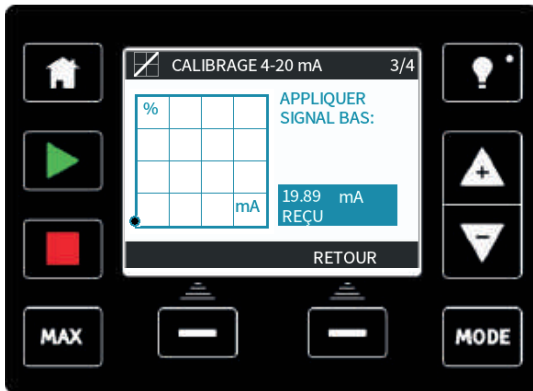 CALIBRAGE 4-20 mA 3/4
%
APPLIQUER
SIGNAL BAS:
mA
19.89 mA
REÇU
RETOUR
MAX
MODE